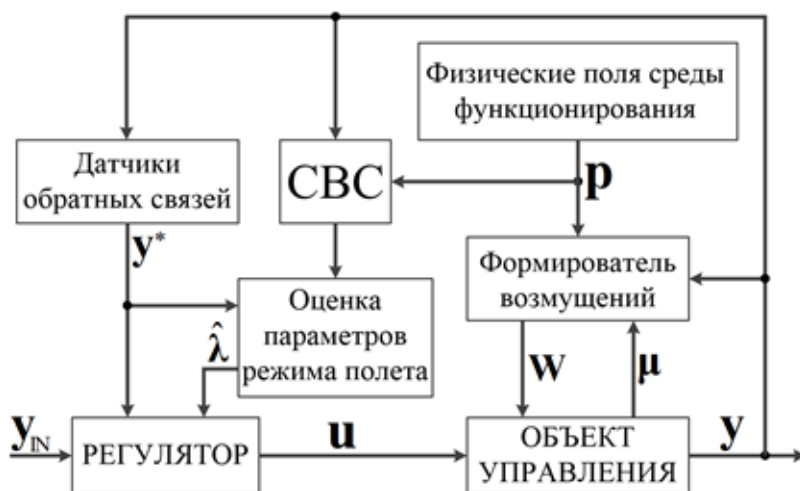 Физические поля среды
функционирования
Датчики
обратных связей
СВС
p
y*
Формирователь
возмущений
Оценка
параметров
режима полета
λ̂
W
μ
y_IN
РЕГУЛЯТОР
u
ОБЪЕКТ
УПРАВЛЕНИЯ
y